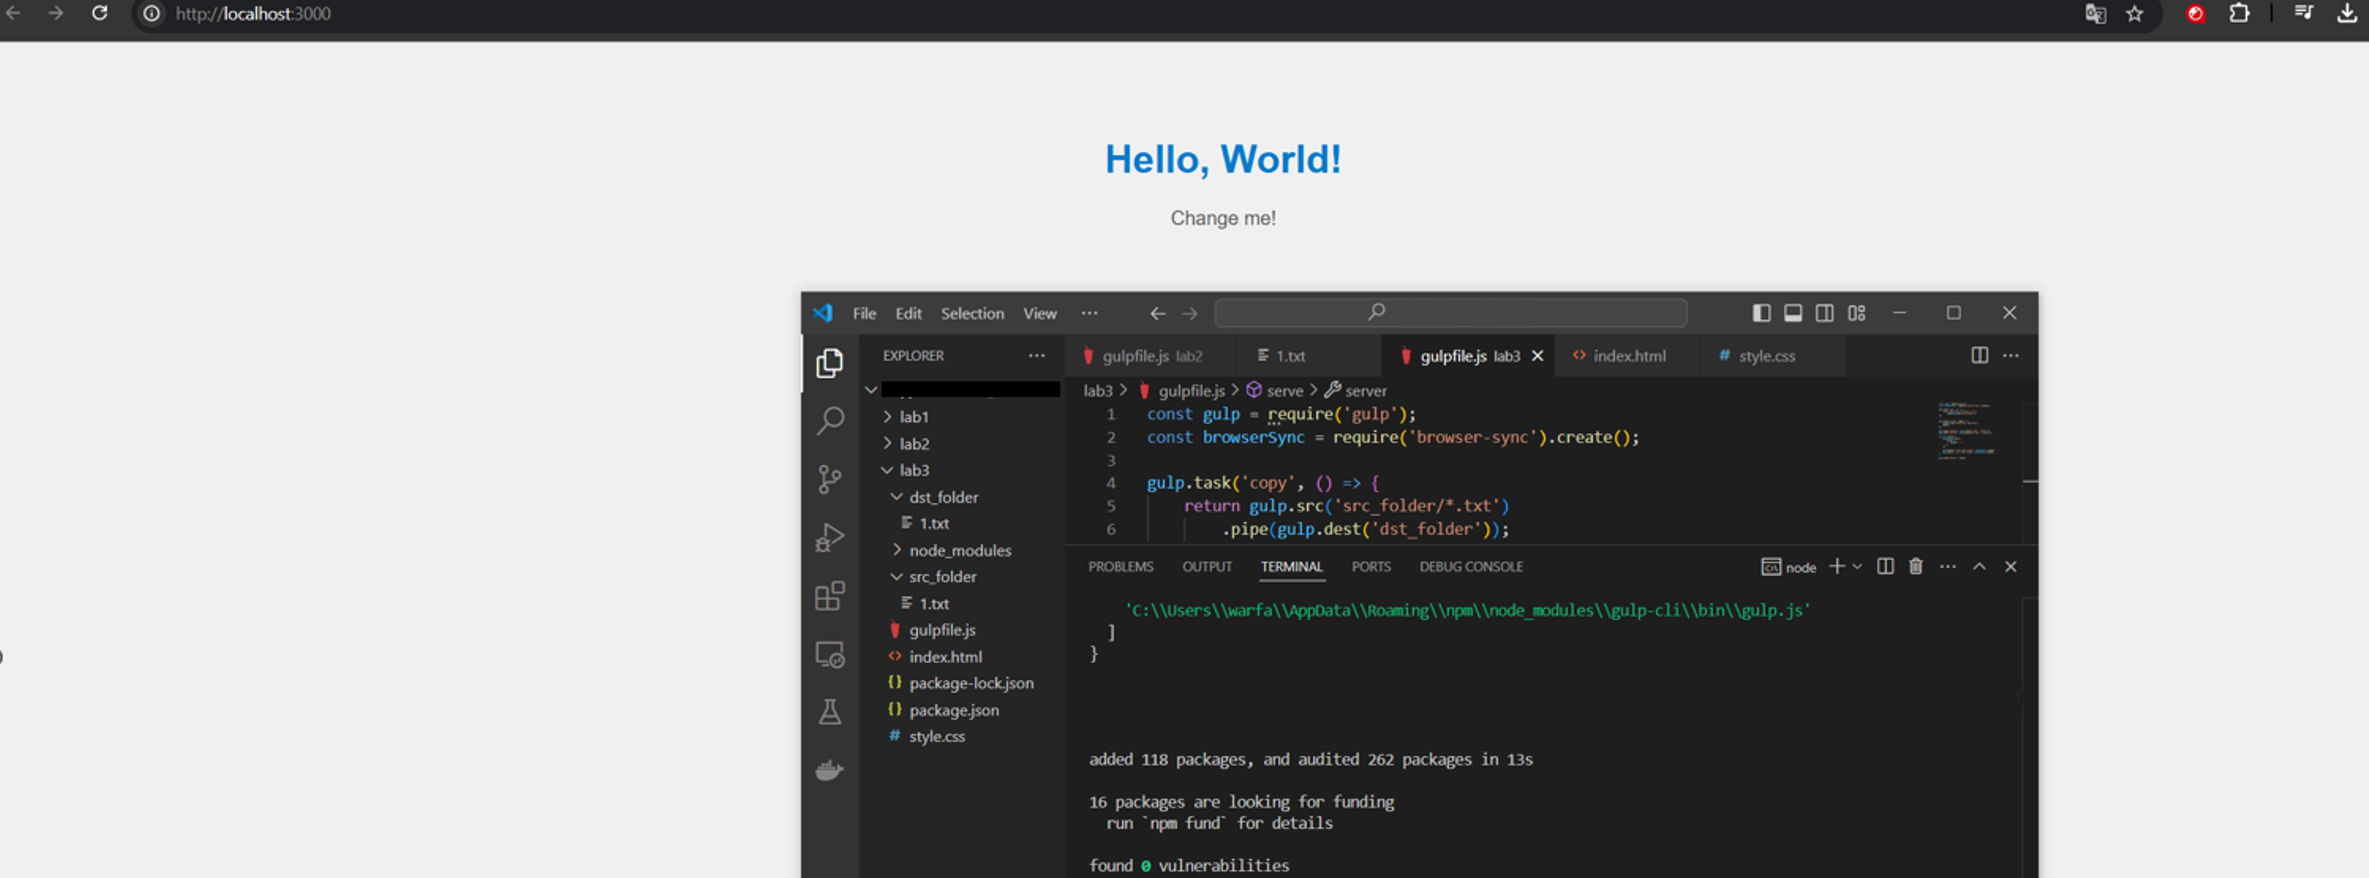 http://localhost:3000
Hello, World!
Change me!
File Edit Selection View
EXPLORER
lab1
lab2
lab3
dst_folder
1.txt
node_modules
src_folder
1.txt
gulpfile.js
index.html
package-lock.json
package.json
style.css
gulpfile.js lab2 1.txt gulpfile.js lab3 index.html style.css
lab3 > gulpfile.js > serve > server
1 const gulp = require('gulp');
2 const browserSync = require('browser-sync').create();
3
4 gulp.task('copy', () => {
5 return gulp.src('src_folder/*.txt')
6 .pipe(gulp.dest('dst_folder'));
PROBLEMS OUTPUT TERMINAL PORTS DEBUG CONSOLE node
'C:\\Users\\warfa\\AppData\\Roaming\\npm\\node_modules\\gulp-cli\\bin\\gulp.js'
]
}
added 118 packages, and audited 262 packages in 13s
16 packages are looking for funding
run `npm fund` for details
found 0 vulnerabilities